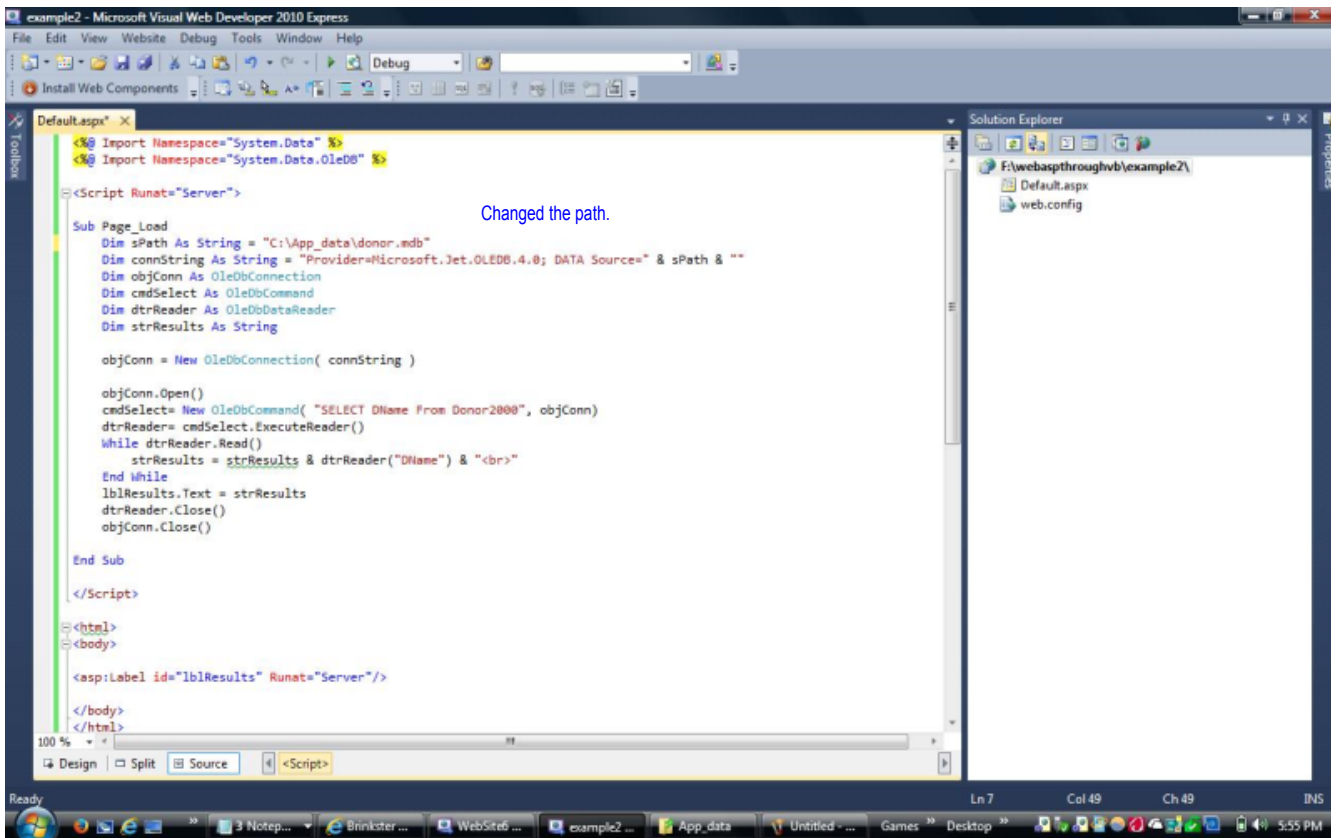 example2 - Microsoft Visual Web Developer 2010 Express
File Edit View Website Debug Tools Window Help
Debug
Install Web Components
Toolbox
Default.aspx*
<%@ Import Namespace="System.Data" %>
<%@ Import Namespace="System.Data.OleDB" %>
<Script Runat="Server">
Changed the path.
Sub Page_Load
Dim sPath As String = "C:\App_data\donor.mdb"
Dim connString As String = "Provider=Microsoft.Jet.OLEDB.4.0; DATA Source=" & sPath & ""
Dim objConn As OleDbConnection
Dim cmdSelect As OleDbCommand
Dim dtrReader As OleDbDataReader
Dim strResults As String
objConn = New OleDbConnection( connString )
objConn.Open()
cmdSelect= New OleDbCommand( "SELECT DName From Donor2000", objConn)
dtrReader= cmdSelect.ExecuteReader()
While dtrReader.Read()
strResults = strResults & dtrReader("DName") & "<br>"
End While
lblResults.Text = strResults
dtrReader.Close()
objConn.Close()
End Sub
</Script>
<html>
<body>
<asp:Label id="lblResults" Runat="Server"/>
</body>
</html>
100 %
Design Split Source <Script>
Solution Explorer
F:\webaspthroughvb\example2\
Default.aspx
web.config
Properties
Ready Ln 7 Col 49 Ch 49 INS
3 Notep... Brinkster ... WebSite6 ... example2 ... App_data Untitled - ... Games Desktop 5:55 PM